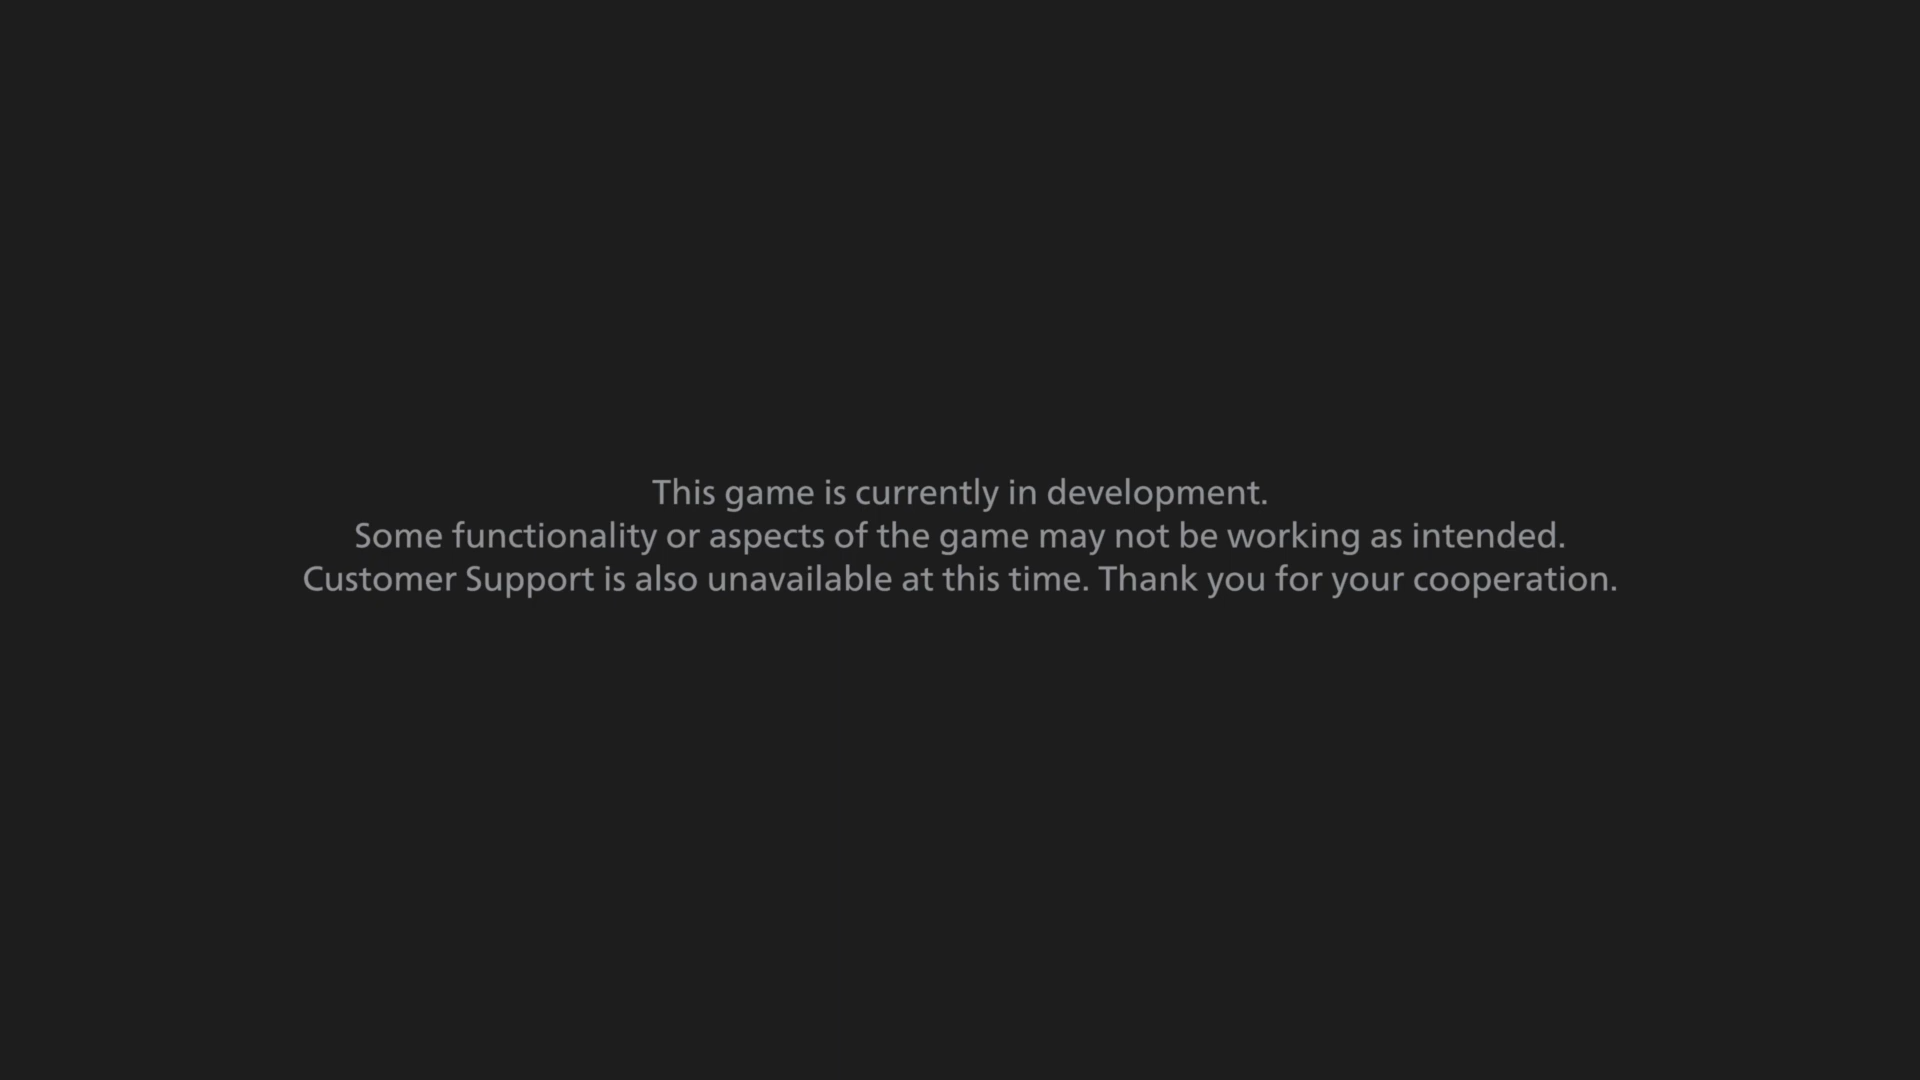 This game is currently in development.
Some functionality or aspects of the game may not be working as intended.
Customer Support is also unavailable at this time. Thank you for your cooperation.